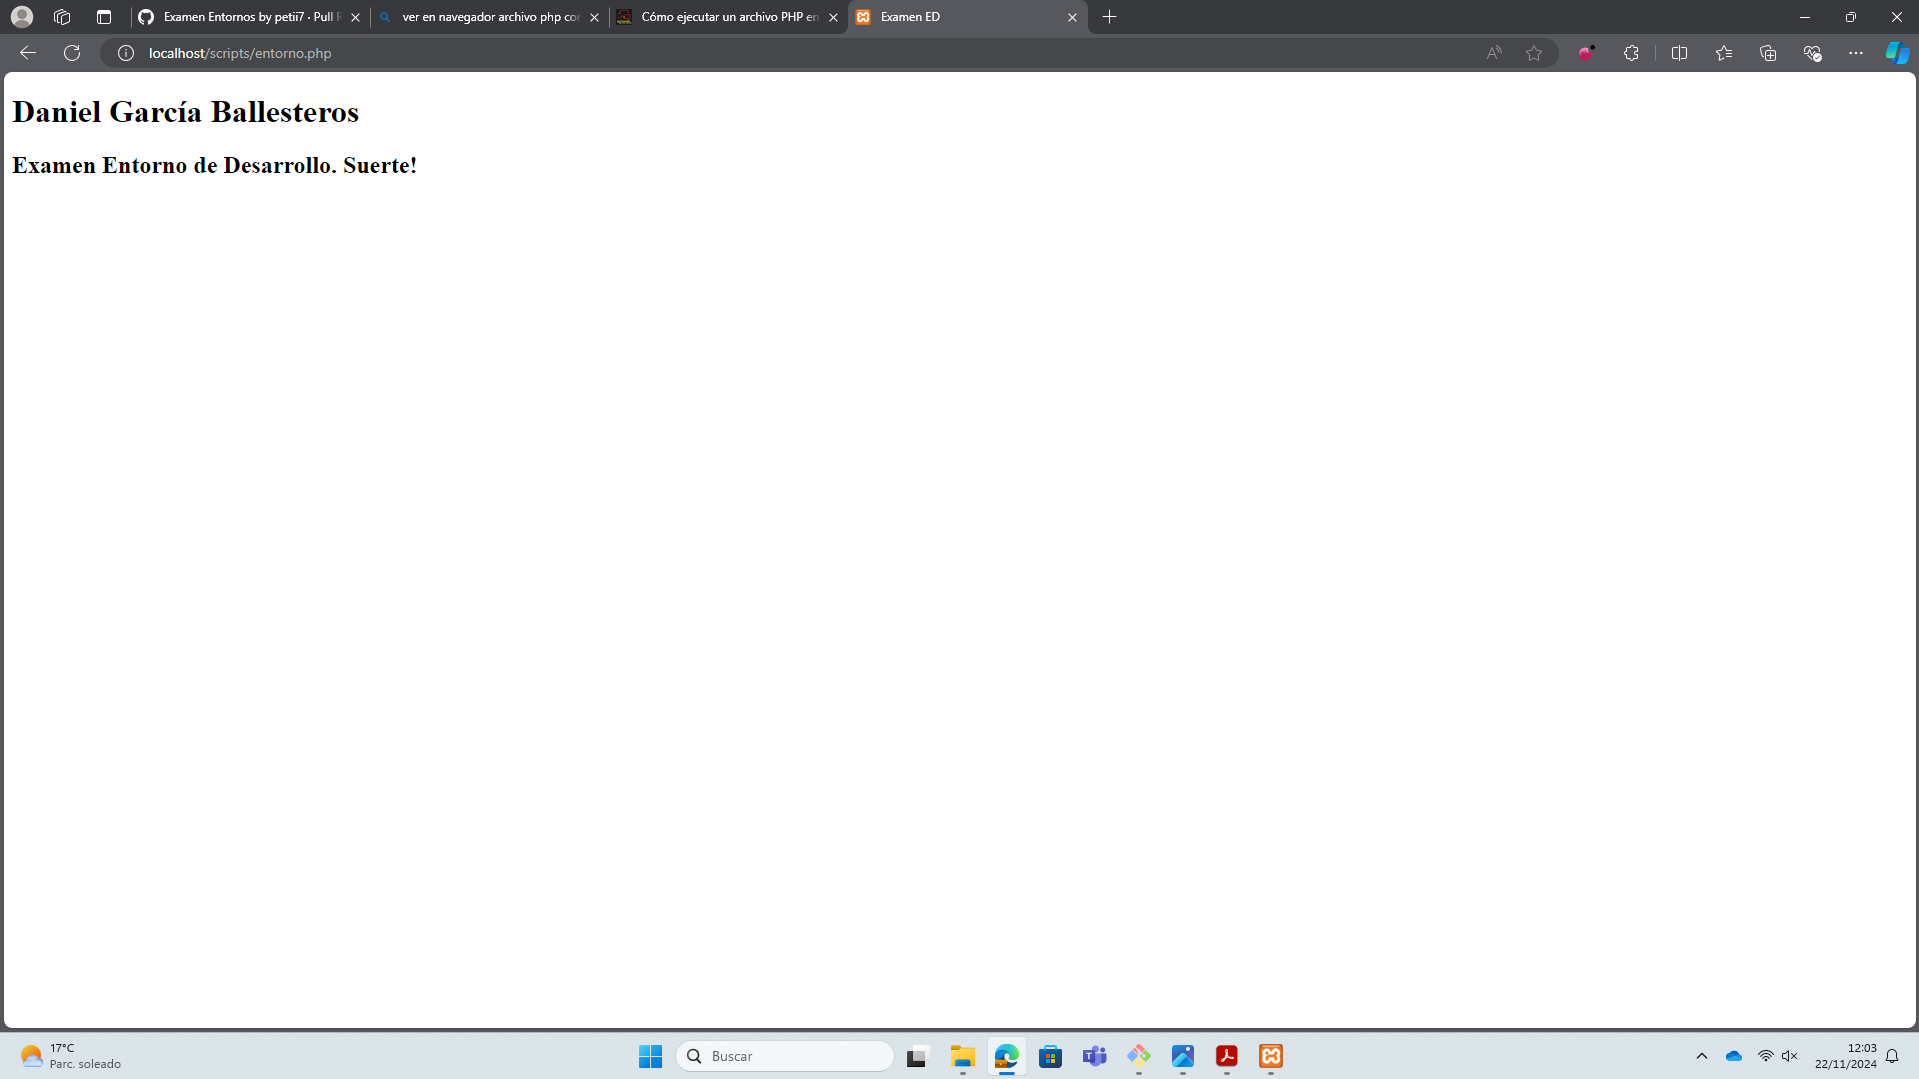 Examen Entornos by petii7 · Pull R
ver en navegador archivo php con
Cómo ejecutar un archivo PHP en
Examen ED
localhost/scripts/entorno.php
Daniel García Ballesteros
Examen Entorno de Desarrollo. Suerte!
17°C
Parc. soleado
Buscar
12:03
22/11/2024